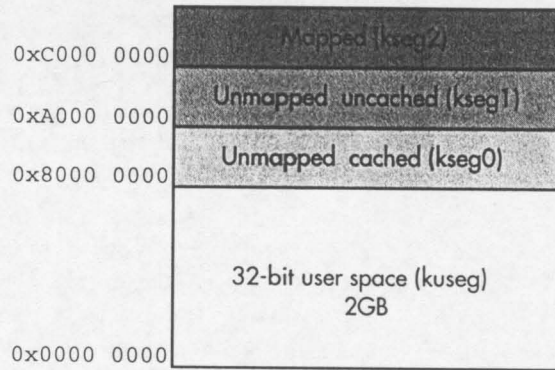 Mapped (kseg2)
0xC000 0000
Unmapped uncached (kseg1)
0xA000 0000
Unmapped cached (kseg0)
0x8000 0000
32-bit user space (kuseg)
2GB
0x0000 0000